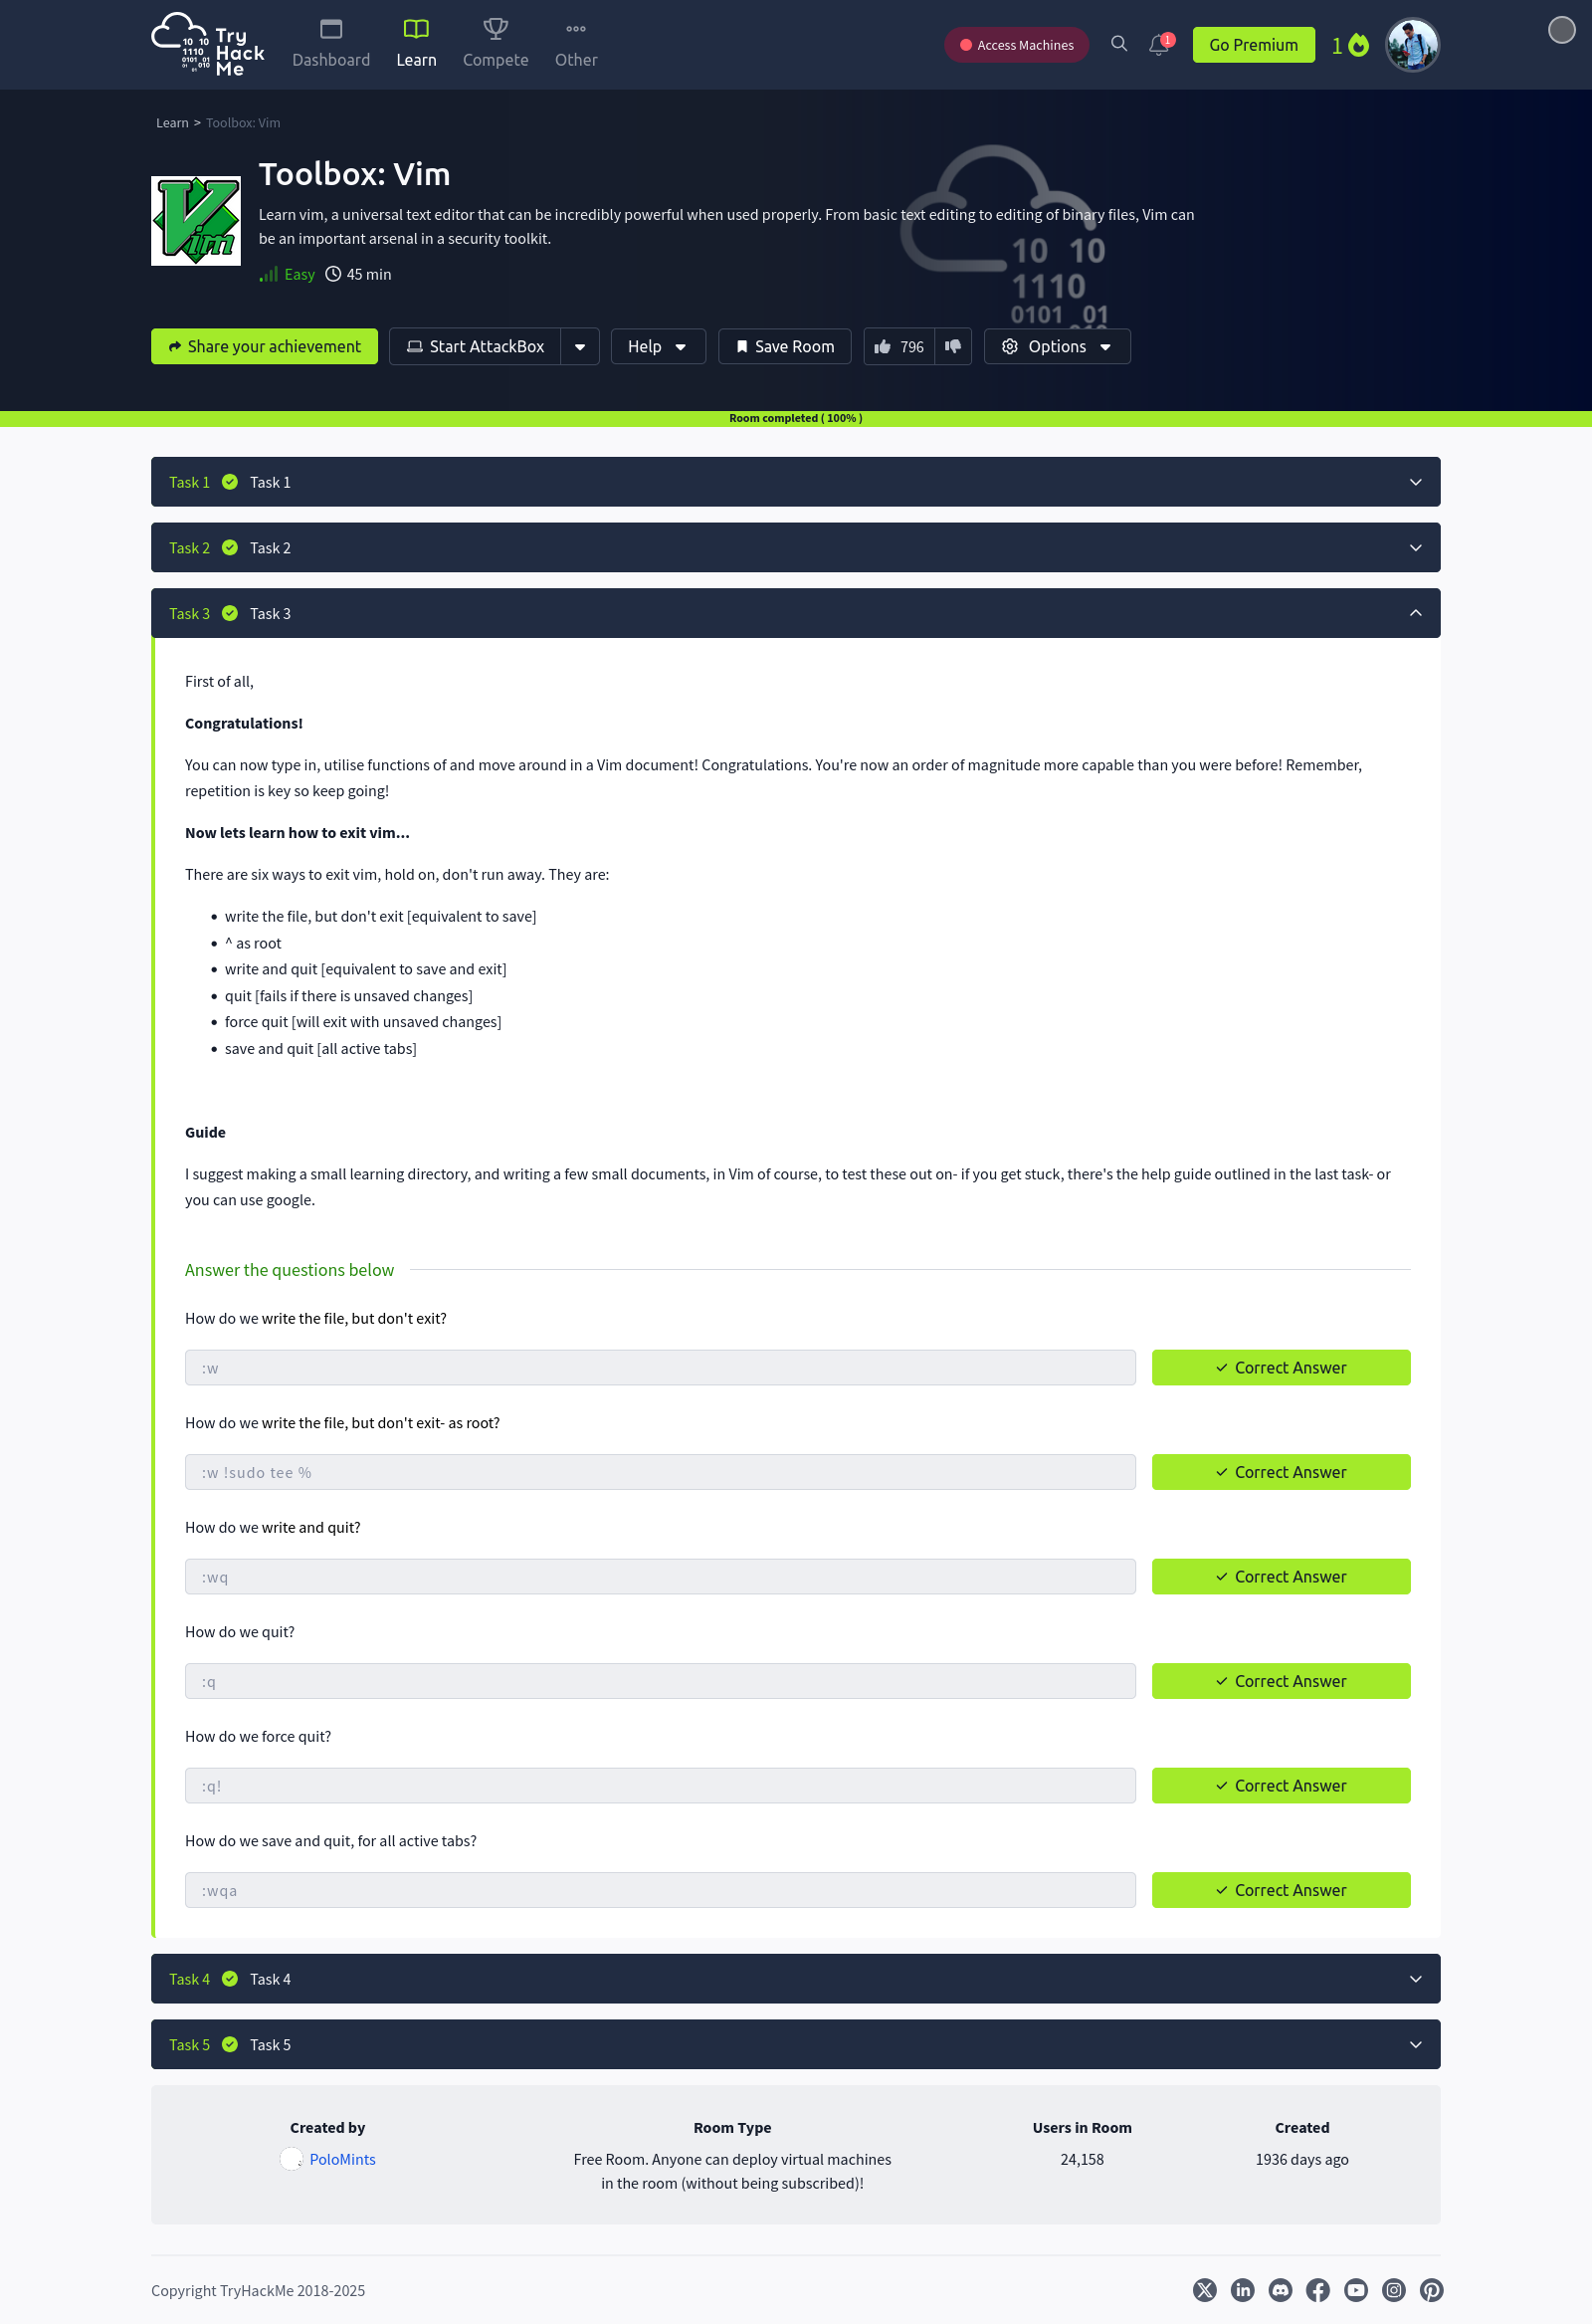 Try
Hack
Me
10 10
1110
0101 010
01 01
Dashboard
Learn
Compete
Other
Access Machines
1
Go Premium
1
Learn > Toolbox: Vim
Vim
Toolbox: Vim
Learn vim, a universal text editor that can be incredibly powerful when used properly. From basic text editing to editing of binary files, Vim can
be an important arsenal in a security toolkit.
Easy 45 min
10 10
1110
0101 01
Share your achievement
Start AttackBox
Help
Save Room
796
Options
Room completed ( 100% )
Task 1 Task 1
Task 2 Task 2
Task 3 Task 3
First of all,
Congratulations!
You can now type in, utilise functions of and move around in a Vim document! Congratulations. You're now an order of magnitude more capable than you were before! Remember,
repetition is key so keep going!
Now lets learn how to exit vim...
There are six ways to exit vim, hold on, don't run away. They are:
• write the file, but don't exit [equivalent to save]
• ^ as root
• write and quit [equivalent to save and exit]
• quit [fails if there is unsaved changes]
• force quit [will exit with unsaved changes]
• save and quit [all active tabs]
Guide
I suggest making a small learning directory, and writing a few small documents, in Vim of course, to test these out on- if you get stuck, there's the help guide outlined in the last task- or
you can use google.
Answer the questions below
How do we write the file, but don't exit?
:w
Correct Answer
How do we write the file, but don't exit- as root?
:w !sudo tee %
Correct Answer
How do we write and quit?
:wq
Correct Answer
How do we quit?
:q
Correct Answer
How do we force quit?
:q!
Correct Answer
How do we save and quit, for all active tabs?
:wqa
Correct Answer
Task 4 Task 4
Task 5 Task 5
Created by
PoloMints
Room Type
Free Room. Anyone can deploy virtual machines
in the room (without being subscribed)!
Users in Room
24,158
Created
1936 days ago
Copyright TryHackMe 2018-2025